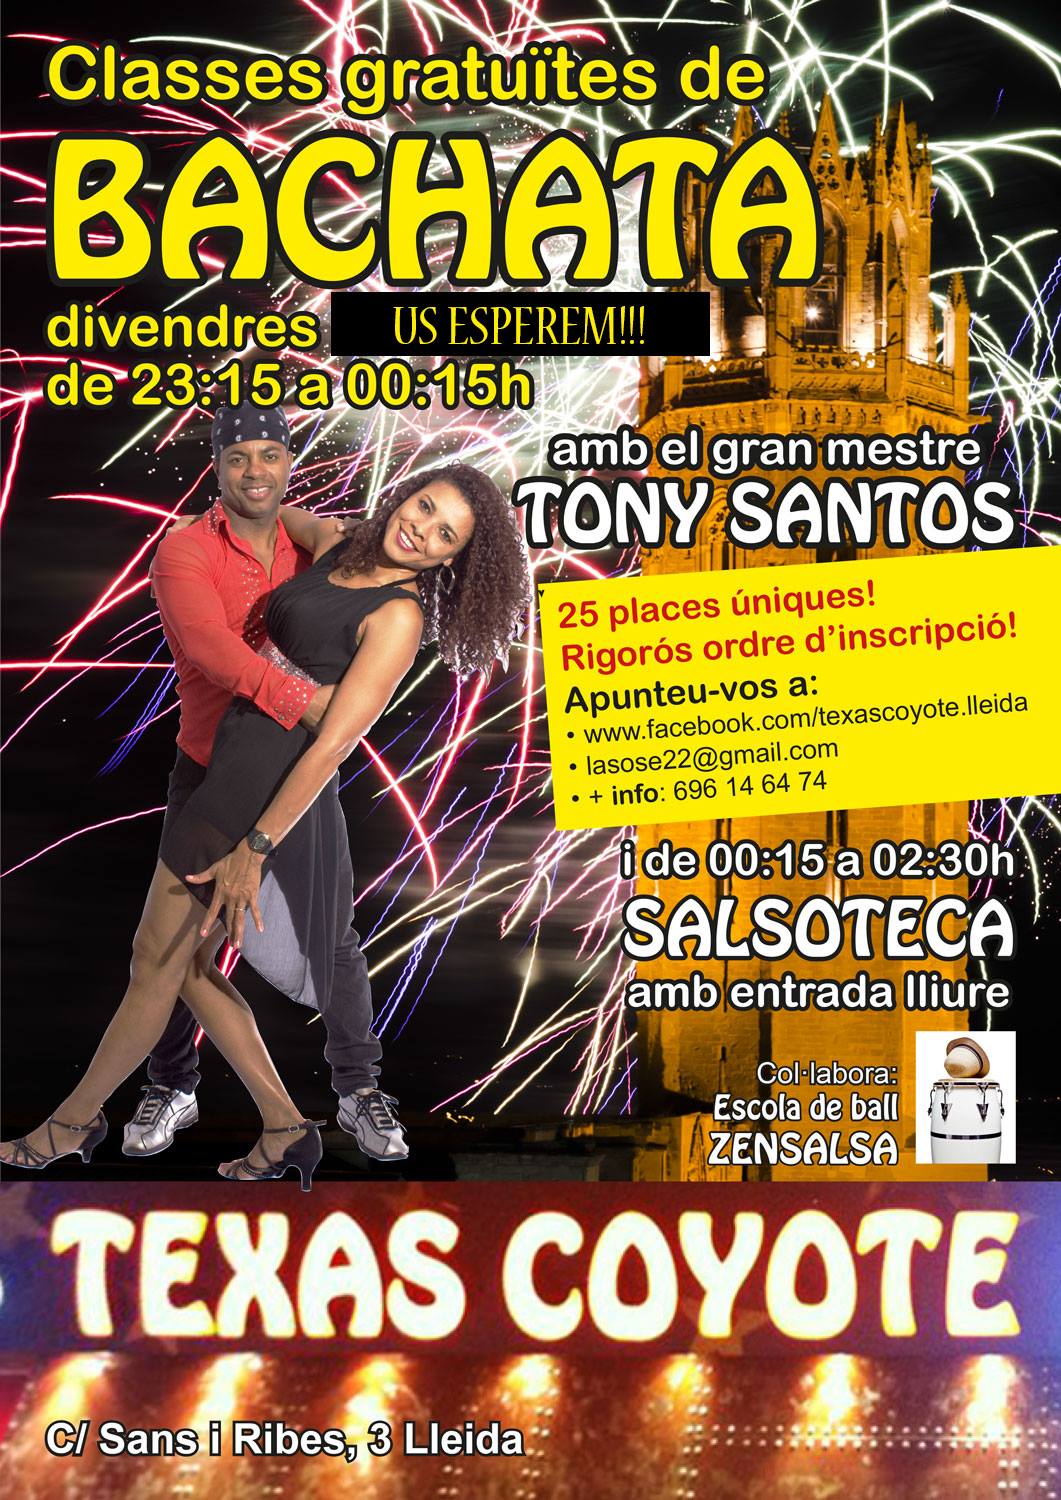 Classes gratuïtes de
BACHATA
divendres US ESPEREM!!!
de 23:15 a 00:15h
amb el gran mestre
TONY SANTOS
25 places úniques!
Rigorós ordre d'inscripció!
Apunteu-vos a:
• www.facebook.com/texascoyote.lleida
• lasose22@gmail.com
• + info: 696 14 64 74
i de 00:15 a 02:30h
SALSOTECA
amb entrada lliure
Col·labora:
Escola de ball
ZENSALSA
TEXAS COYOTE
C/ Sans i Ribes, 3 Lleida